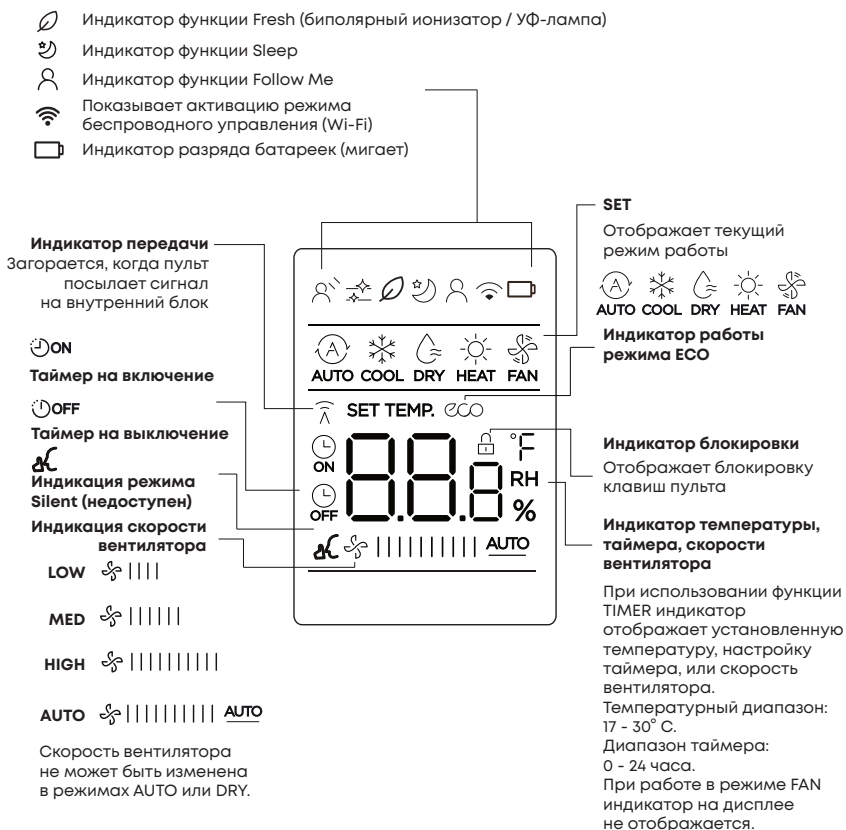 Индикатор функции Fresh (биполярный ионизатор / УФ-лампа)
Индикатор функции Sleep
Индикатор функции Follow Me
Показывает активацию режима
беспроводного управления (Wi-Fi)
Индикатор разряда батареек (мигает)
Индикатор передачи
Загорается, когда пульт
посылает сигнал
на внутренний блок
ON
Таймер на включение
OFF
Таймер на выключение
Индикация режима
Silent (недоступен)
Индикация скорости
вентилятора
LOW
MED
HIGH
AUTO AUTO
Скорость вентилятора
не может быть изменена
в режимах AUTO или DRY.
A
AUTO COOL DRY HEAT FAN
SET TEMP. eco
ON
OFF
88.8
°F
RH
%
AUTO
SET
Отображает текущий
режим работы
A
AUTO COOL DRY HEAT FAN
Индикатор работы
режима ECO
Индикатор блокировки
Отображает блокировку
клавиш пульта
Индикатор температуры,
таймера, скорости
вентилятора
При использовании функции
TIMER индикатор
отображает установленную
температуру, настройку
таймера, или скорость
вентилятора.
Температурный диапазон:
17 - 30° C.
Диапазон таймера:
0 - 24 часа.
При работе в режиме FAN
индикатор на дисплее
не отображается.